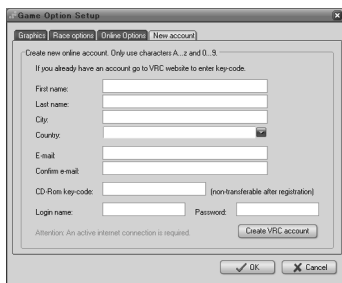 Game Option Setup
Graphics Race options Online Options New account
Create new online account. Only use characters A...z and 0...9.
If you already have an account go to VRC website to enter key-code.
First name:
Last name:
City:
Country:
E-mail:
Confirm e-mail:
CD-Rom key-code: (non-transferable after registration)
Login name: Password:
Attention: An active internet connection is required. Create VRC account
OK Cancel